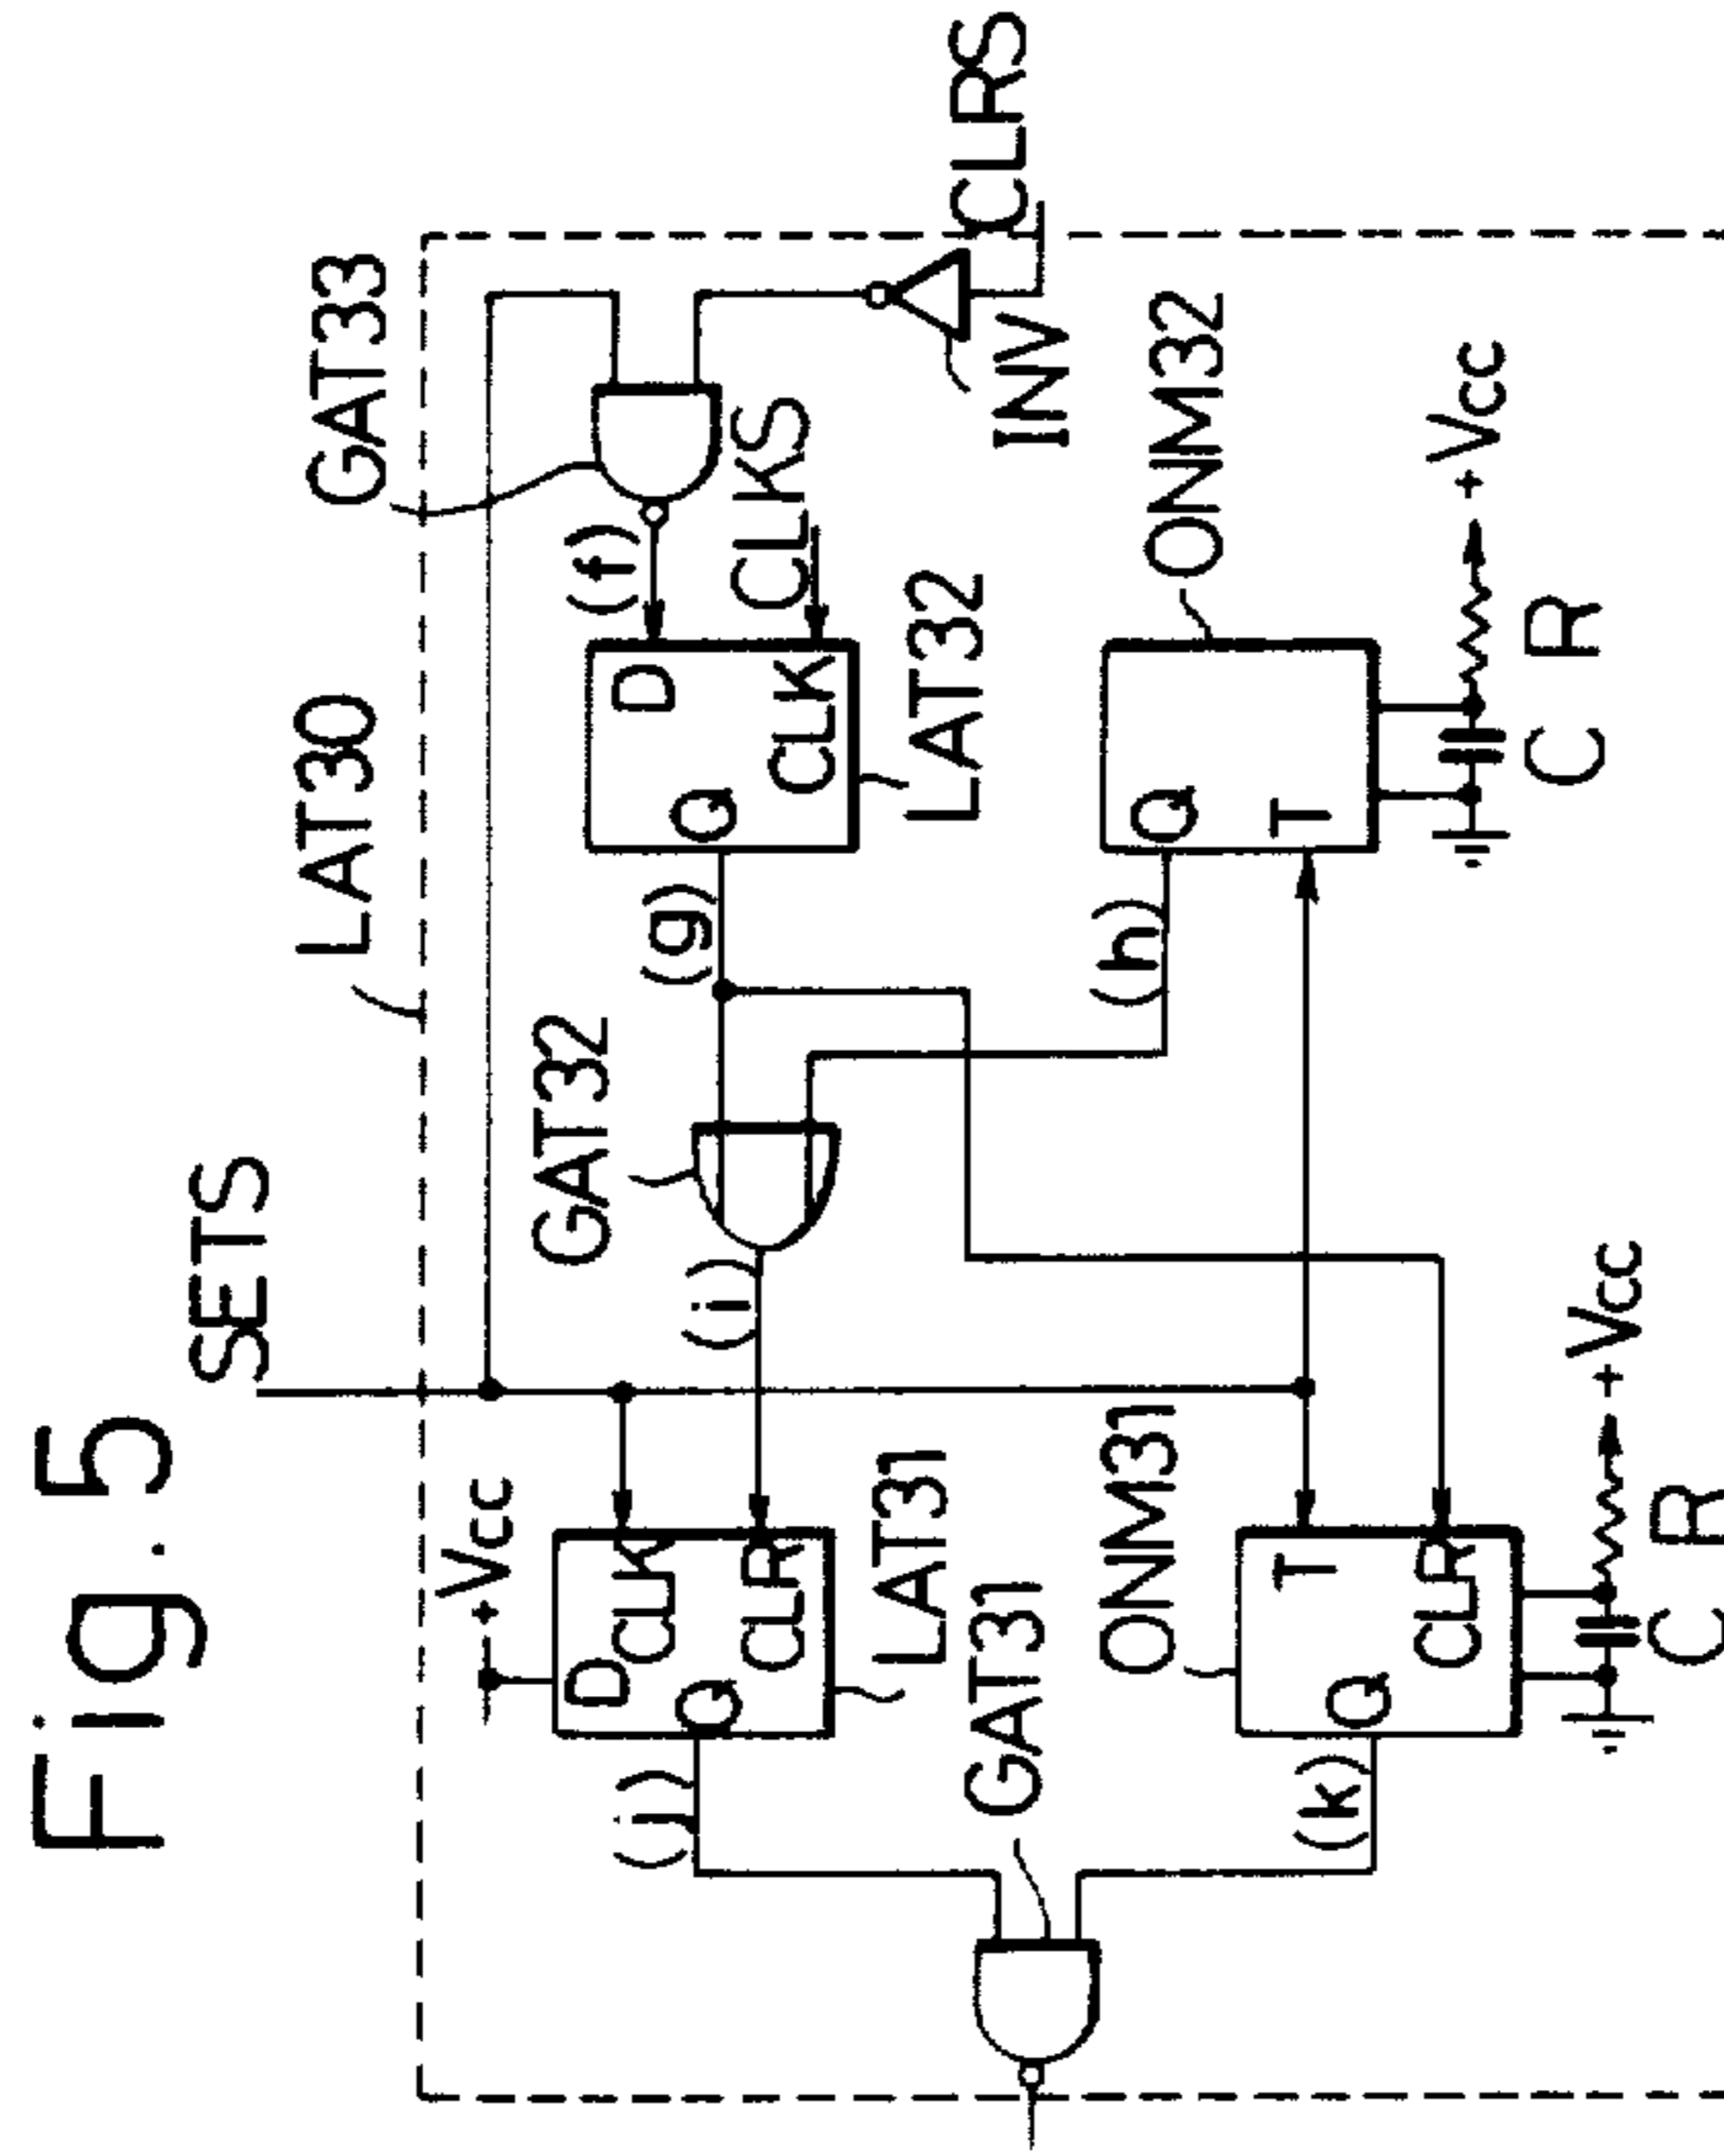 Fig.5
SETS
LAT30
GAT33
+Vcc
D
CLK
Q
CLR
LAT31
(j)
(i)
GAT32
(g)
Q
D
CLK
LAT32
(f)
CLKS
INV
CLRS
GAT31
ONM31
T
CLR
Q
(k)
C R
+Vcc
(h)
Q
T
ONM32
C R
+Vcc